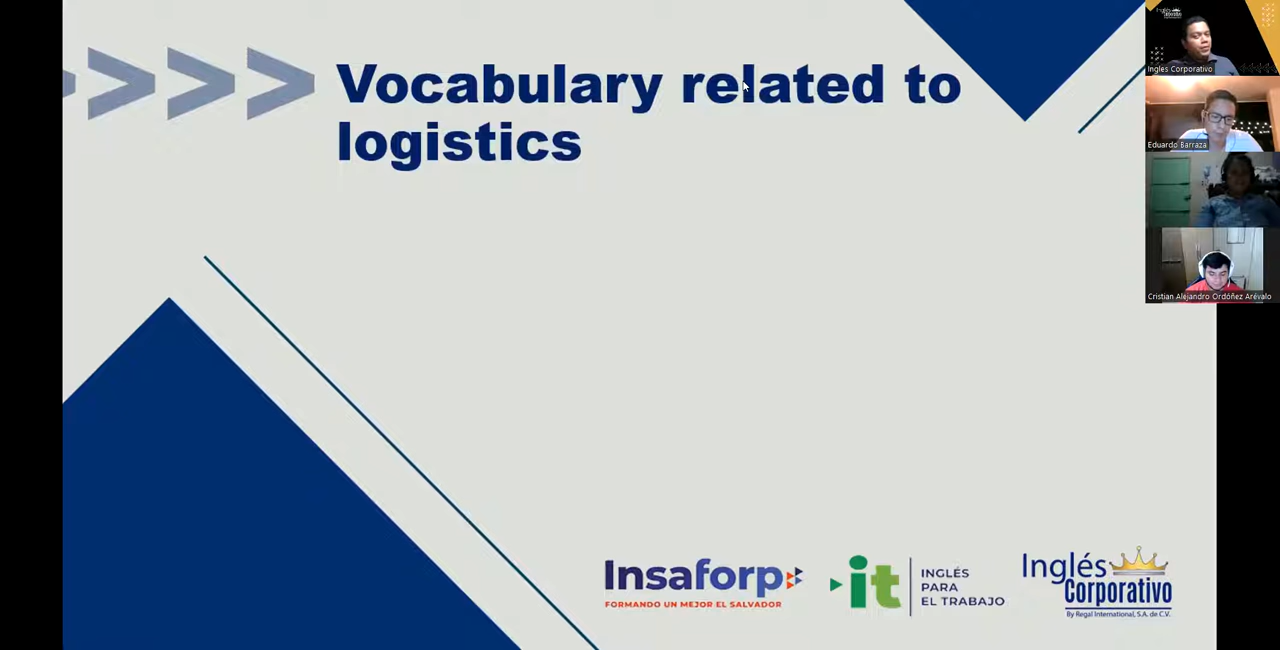 Vocabulary related to
logistics
Insaforp
FORMANDO UN MEJOR EL SALVADOR
it
INGLÉS
PARA
EL TRABAJO
Inglés
Corporativo
By Regal International, S.A. de C.V.
Ingles Corporativo
Eduardo Barraza
Cristian Alejandro Ordóñez Arévalo